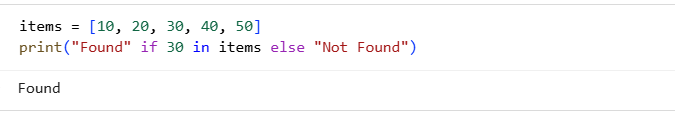 items = [10, 20, 30, 40, 50]
print("Found" if 30 in items else "Not Found")
Found